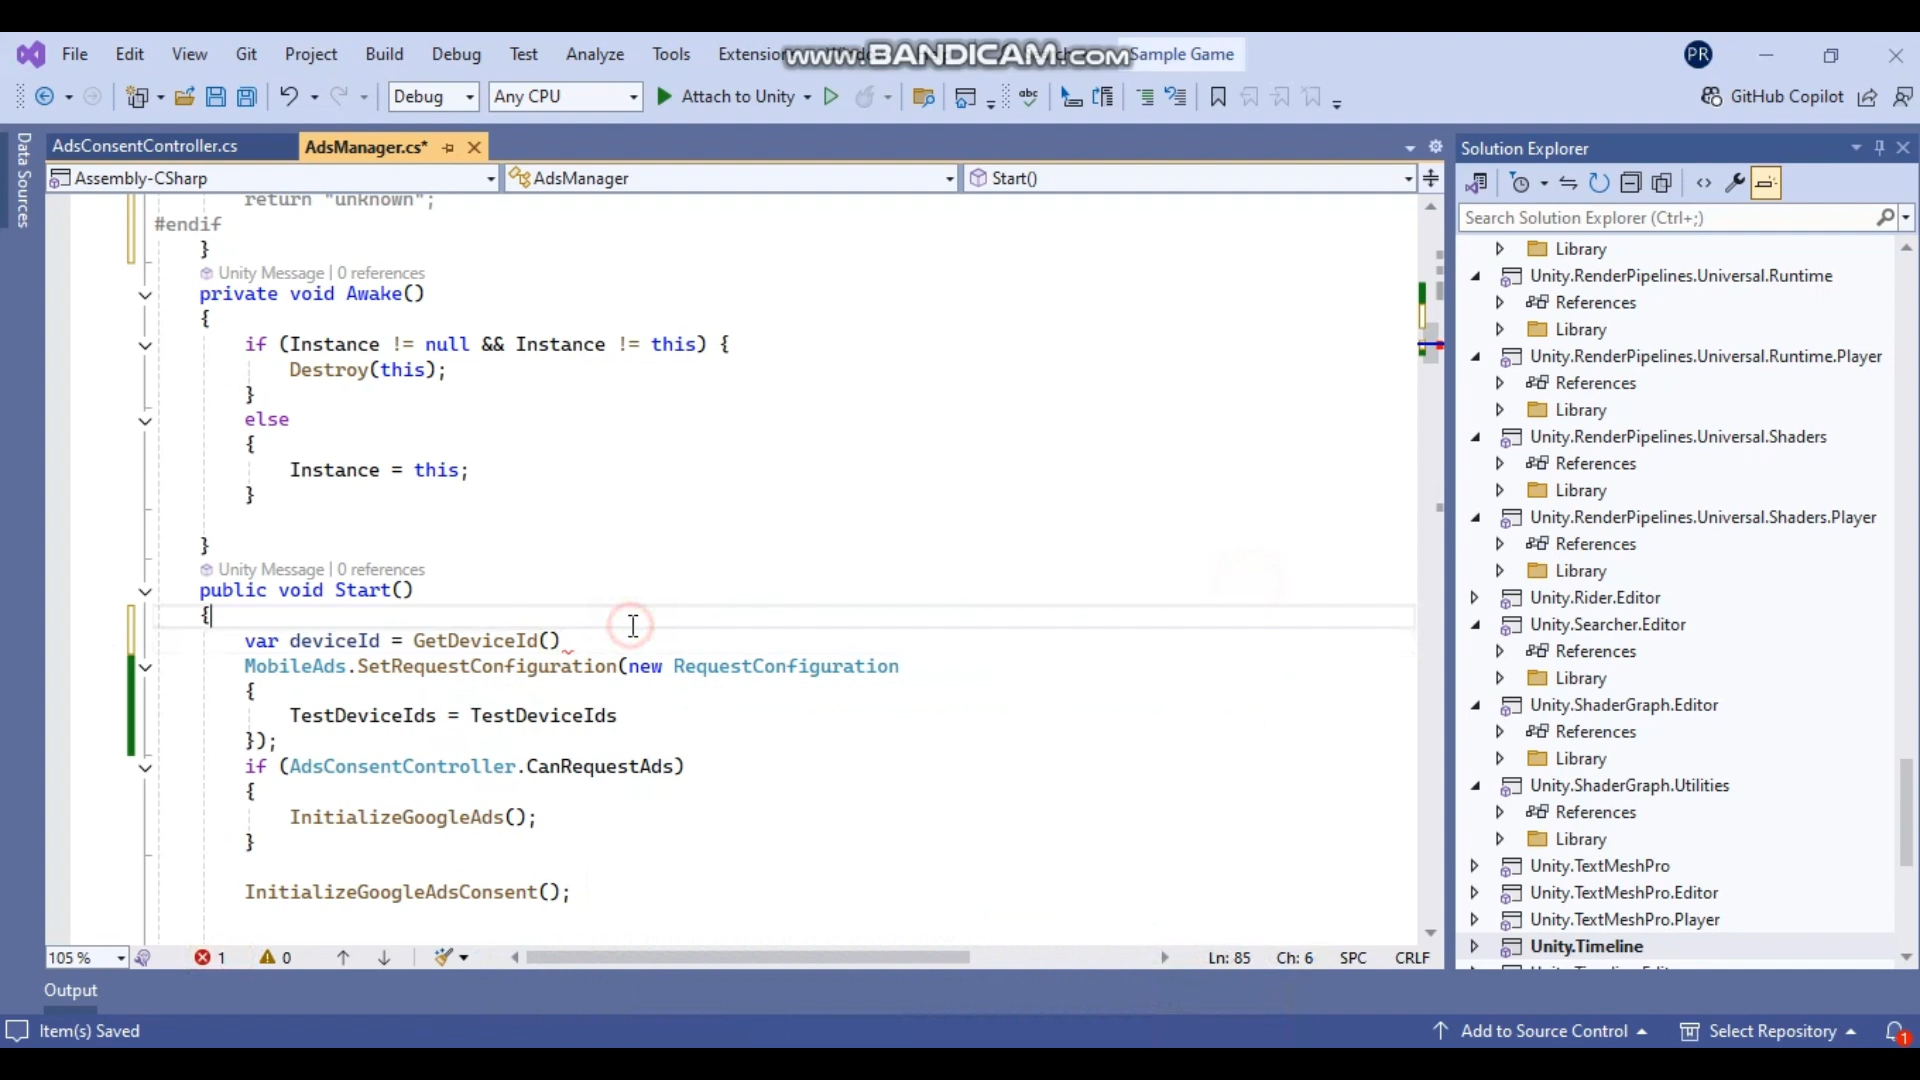 File Edit View Git Project Build Debug Test Analyze Tools Extension www.BANDICAM.com Sample Game PR
Debug Any CPU Attach to Unity GitHub Copilot
Data Sources
AdsConsentController.cs AdsManager.cs*
Assembly-CSharp AdsManager Start()
return "unknown";
#endif
}
Unity Message | 0 references
private void Awake()
{
if (Instance != null && Instance != this) {
Destroy(this);
}
else
{
Instance = this;
}
}
Unity Message | 0 references
public void Start()
{
var deviceId = GetDeviceId()
MobileAds.SetRequestConfiguration(new RequestConfiguration
{
TestDeviceIds = TestDeviceIds
});
if (AdsConsentController.CanRequestAds)
{
InitializeGoogleAds();
}
InitializeGoogleAdsConsent();
105 % 1 0 Ln: 85 Ch: 6 SPC CRLF
Solution Explorer
Search Solution Explorer (Ctrl+;)
Library
Unity.RenderPipelines.Universal.Runtime
References
Library
Unity.RenderPipelines.Universal.Runtime.Player
References
Library
Unity.RenderPipelines.Universal.Shaders
References
Library
Unity.RenderPipelines.Universal.Shaders.Player
References
Library
Unity.Rider.Editor
Unity.Searcher.Editor
References
Library
Unity.ShaderGraph.Editor
References
Library
Unity.ShaderGraph.Utilities
References
Library
Unity.TextMeshPro
Unity.TextMeshPro.Editor
Unity.TextMeshPro.Player
Unity.Timeline
Output
Item(s) Saved Add to Source Control Select Repository 1